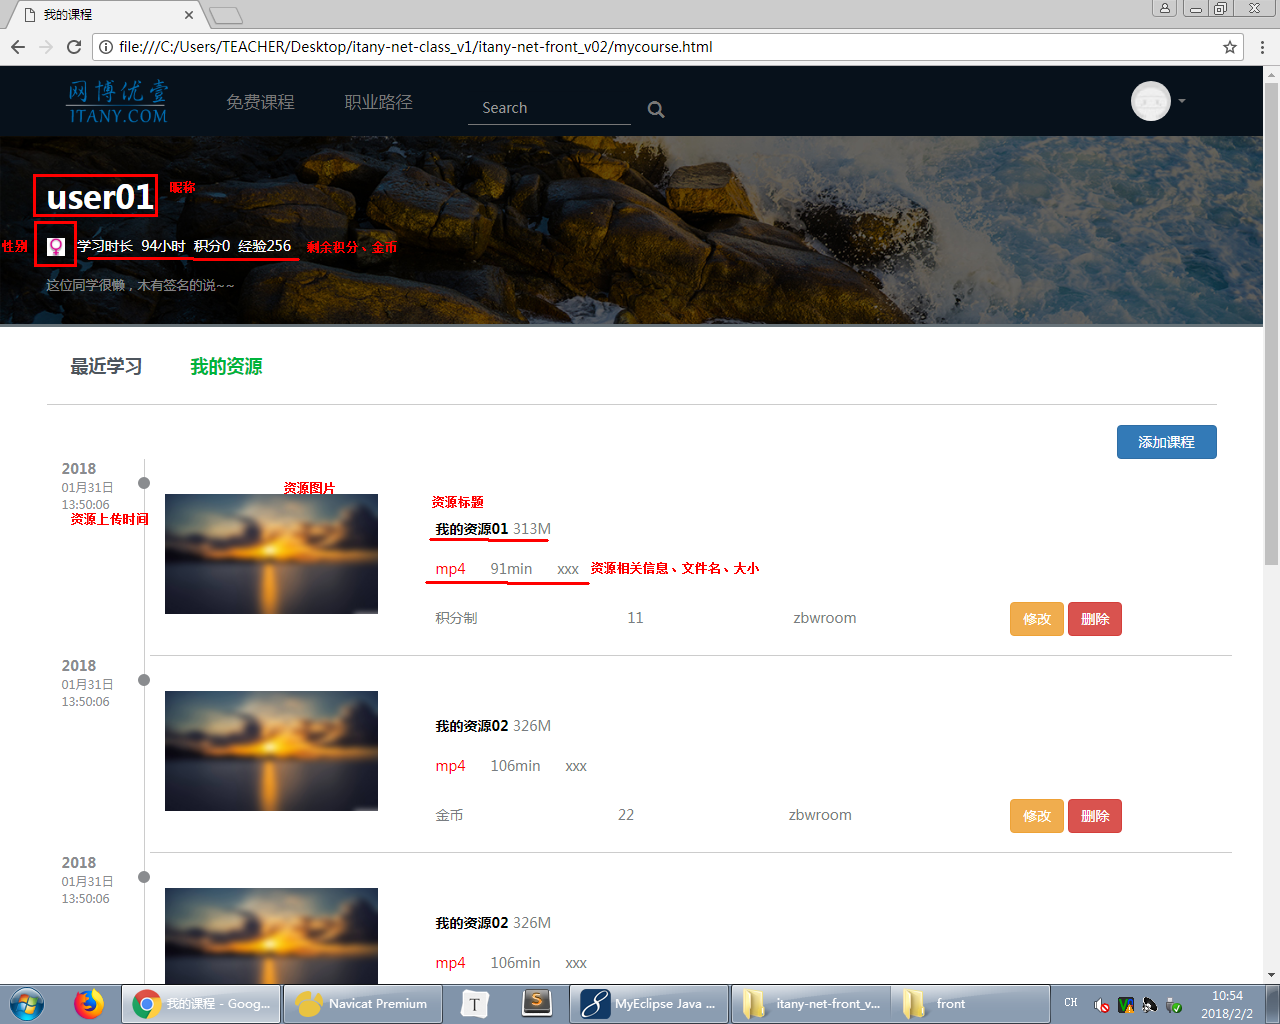 我的课程
file:///C:/Users/TEACHER/Desktop/itany-net-class_v1/itany-net-front_v02/mycourse.html
网博优壹
ITANY.COM
免费课程 职业路径 Search
user01 昵称
性别 学习时长 94小时 积分0 经验256 剩余积分、金币
这位同学很懒，木有签名的说~~
最近学习 我的资源
添加课程
2018
01月31日
13:50:06
资源上传时间
资源图片
资源标题
我的资源01 313M
mp4 91min xxx 资源相关信息、文件名、大小
积分制 11 zbwroom 修改 删除
2018
01月31日
13:50:06
我的资源02 326M
mp4 106min xxx
金币 22 zbwroom 修改 删除
2018
01月31日
13:50:06
我的资源02 326M
mp4 106min xxx
我的课程 - Goog... Navicat Premium T S MyEclipse Java ... itany-net-front_v... front CH 10:54
2018/2/2